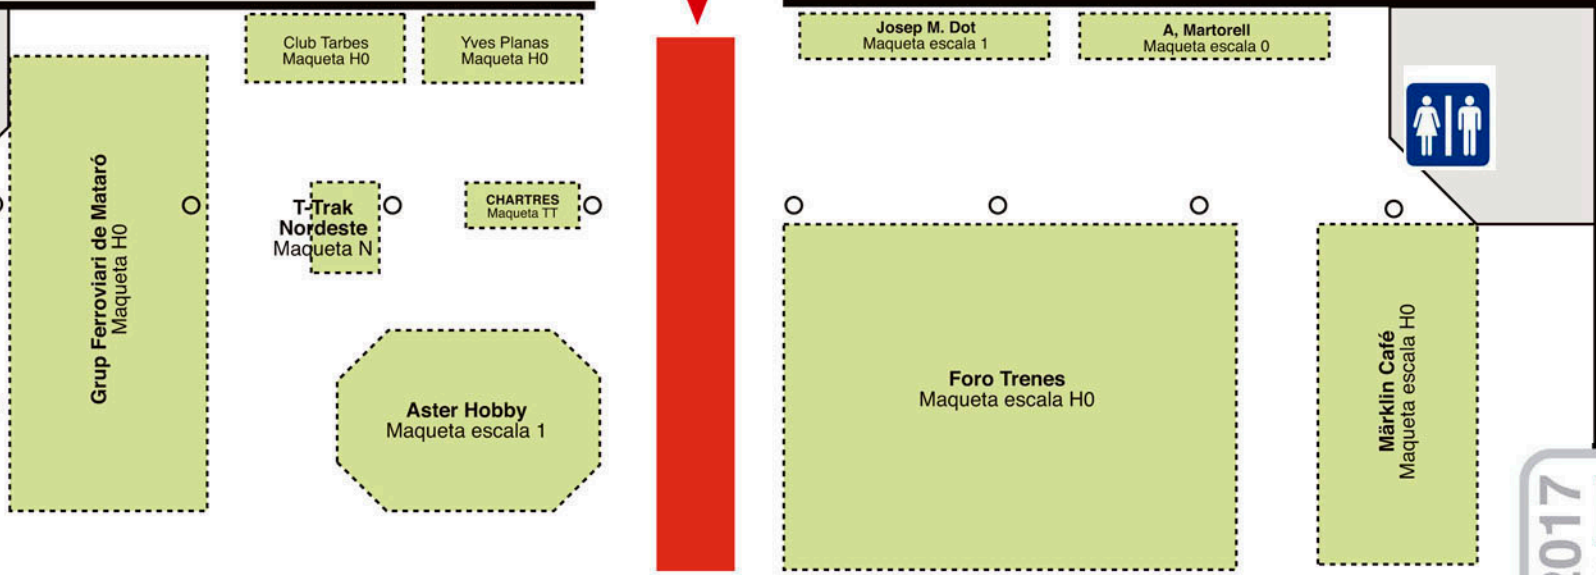 Club Tarbes
Maqueta H0
Yves Planas
Maqueta H0
Josep M. Dot
Maqueta escala 1
A, Martorell
Maqueta escala 0
Grup Ferroviari de Mataró
Maqueta H0
T-Trak
Nordeste
Maqueta N
CHARTRES
Maqueta TT
Aster Hobby
Maqueta escala 1
Foro Trenes
Maqueta escala H0
Märklin Café
Maqueta escala H0
2017